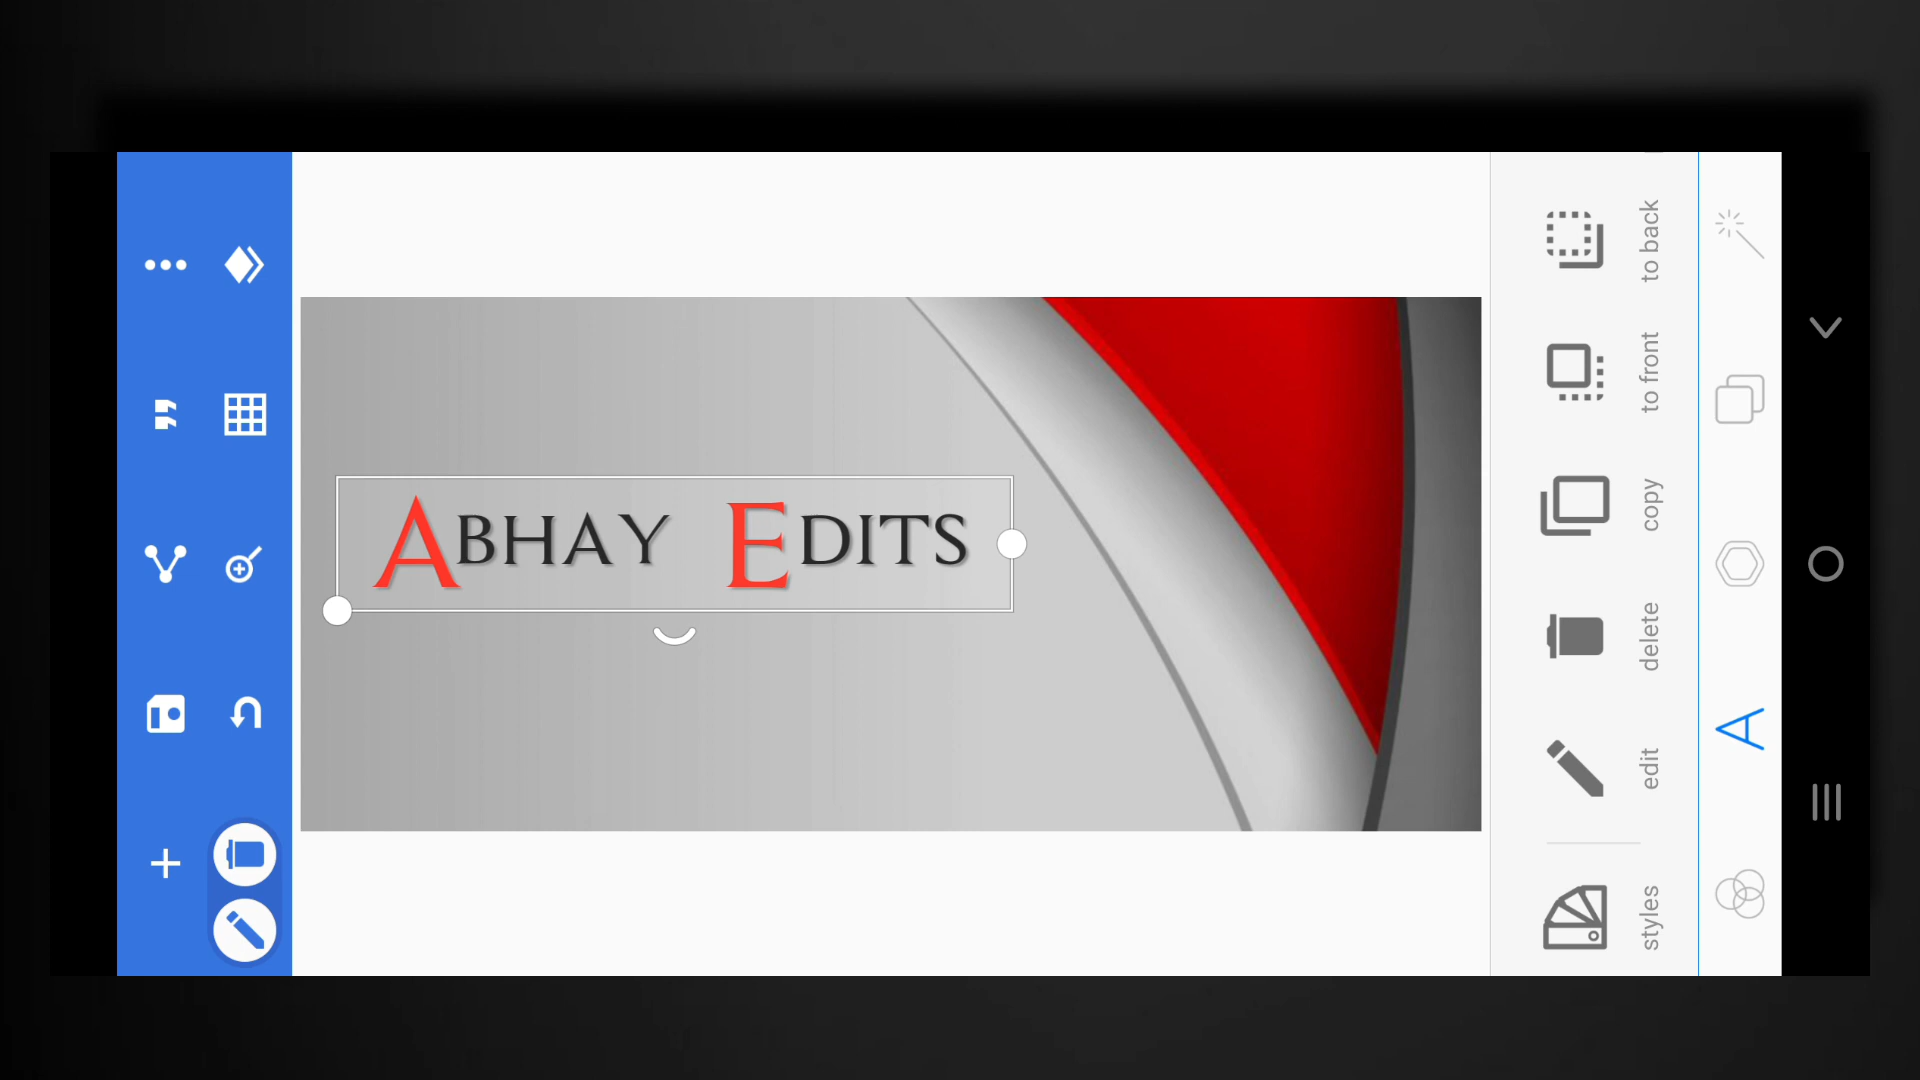 Abhay Edits
to back
to front
copy
delete
edit
styles